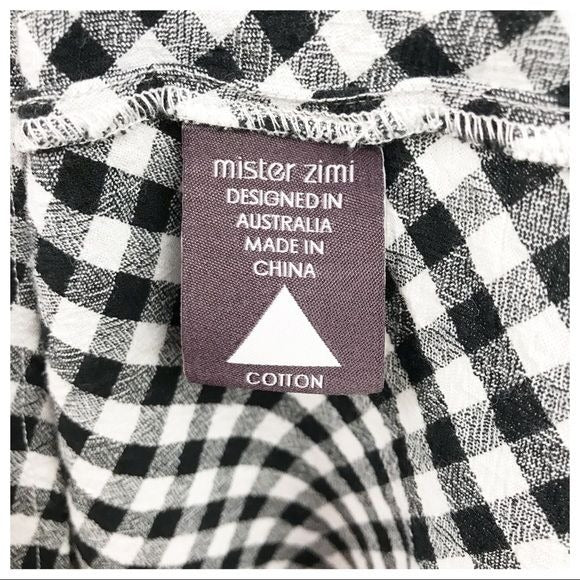 mister zimi
DESIGNED IN
AUSTRALIA
MADE IN
CHINA
COTTON